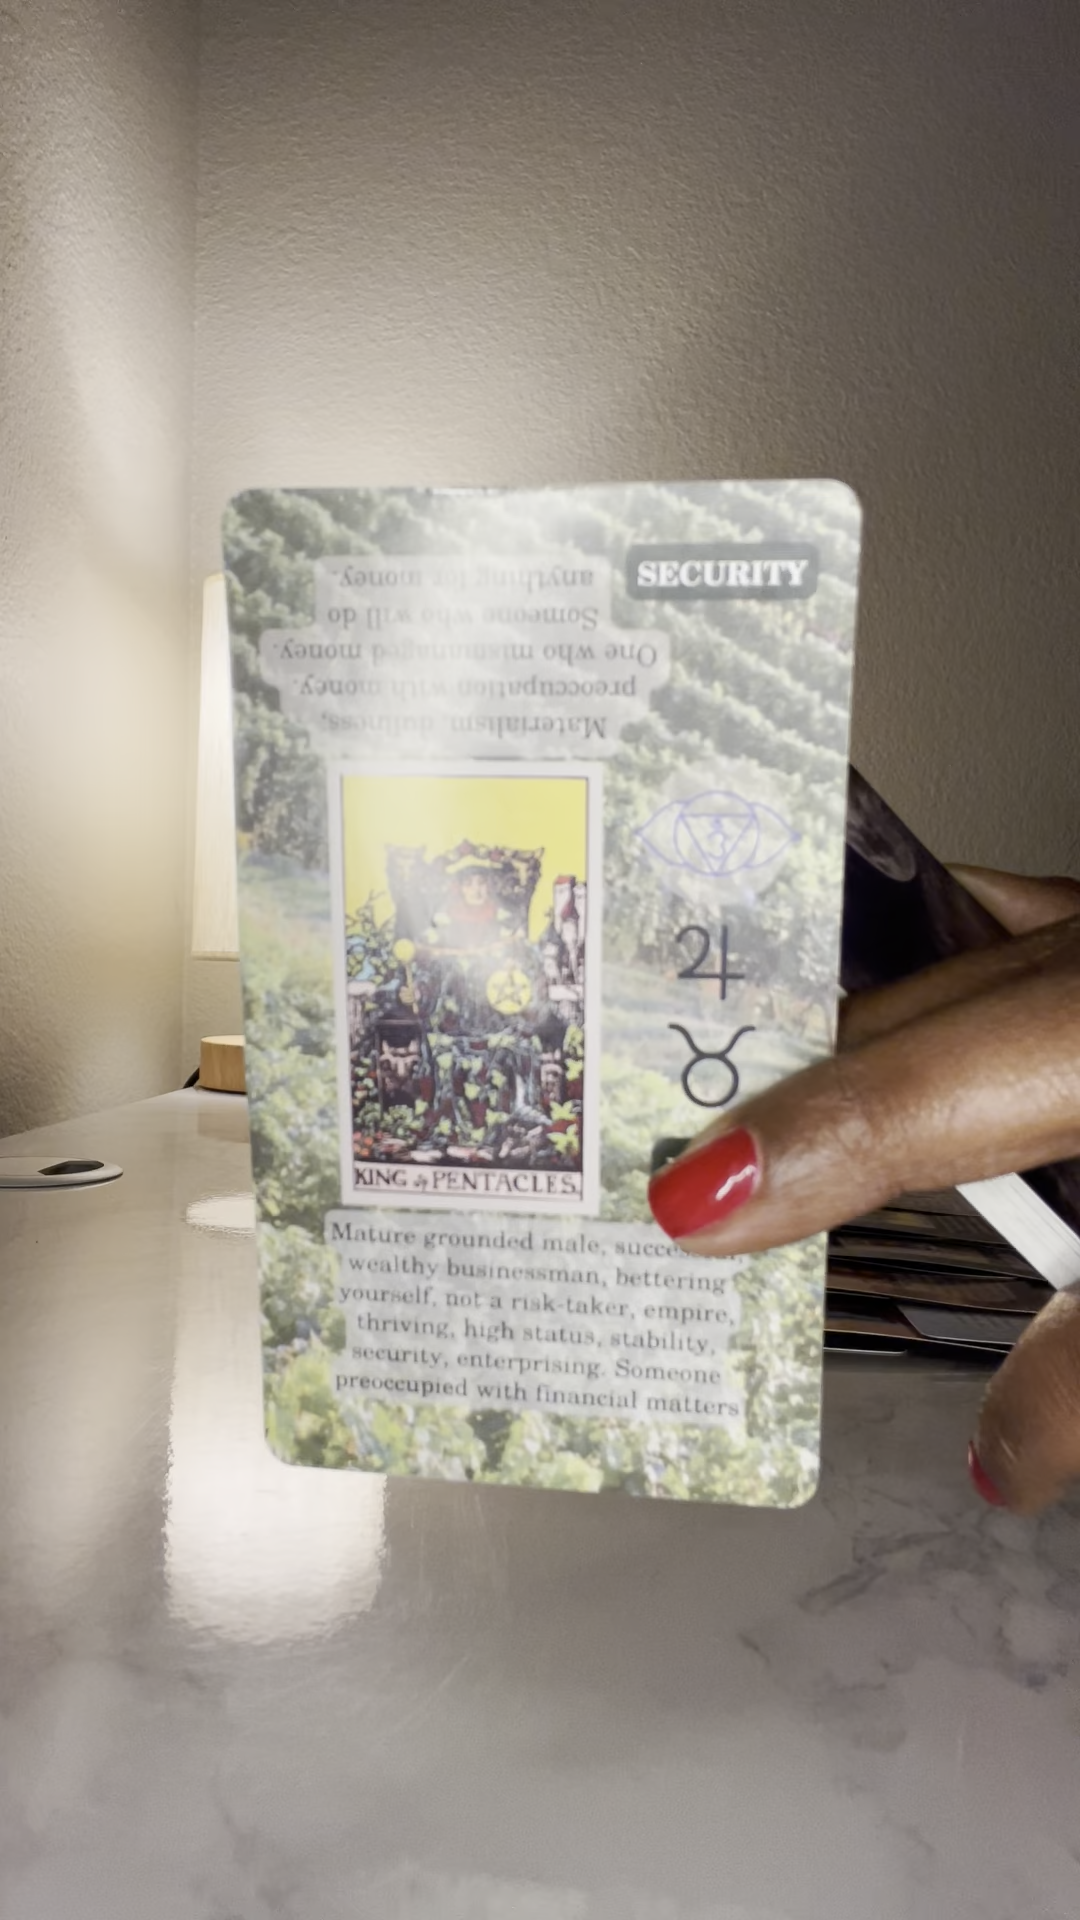 SECURITY
anything for money.
Someone who will do
One who mismanaged money.
preoccupation with money.
Materialism, dullness,
KING of PENTACLES.
Mature grounded male,
wealthy businessman, bettering
yourself, not a risk-taker, empire,
thriving, high status, stability,
security, enterprising. Someone
preoccupied with financial matters